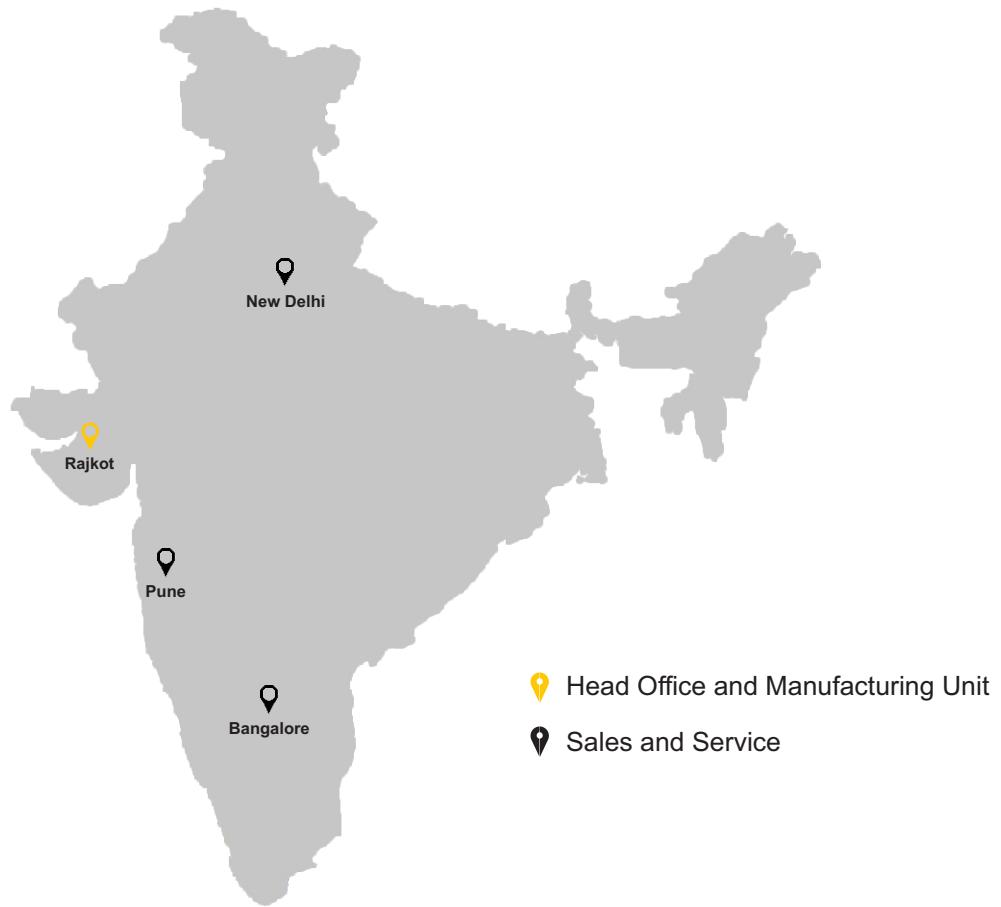 New Delhi
Rajkot
Pune
Bangalore
Head Office and Manufacturing Unit
Sales and Service